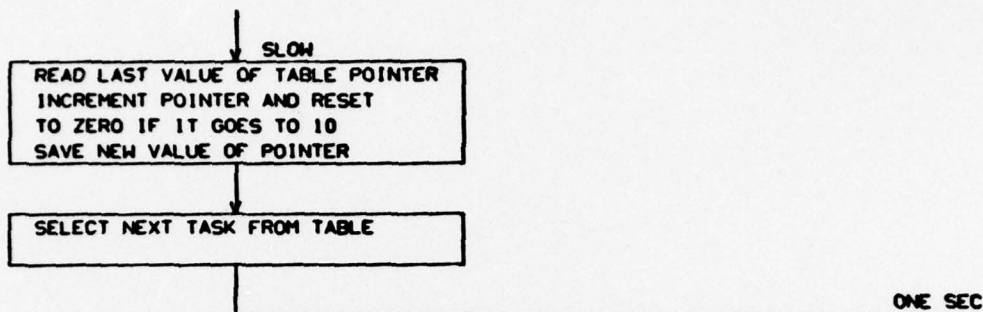 SLOW
READ LAST VALUE OF TABLE POINTER
INCREMENT POINTER AND RESET
TO ZERO IF IT GOES TO 10
SAVE NEW VALUE OF POINTER
SELECT NEXT TASK FROM TABLE
ONE SEC